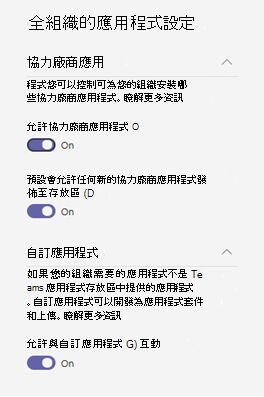 全組織的應用程式設定
協力廠商應用
程式您可以控制可為您的組織安裝哪
些協力廠商應用程式。瞭解更多資訊
允許協力廠商應用程式 O
On
預設會允許任何新的協力廠商應用程式發
佈至存放區 (D
On
自訂應用程式
如果您的組織需要的應用程式不是 Te
ams 應用程式存放區中提供的應用程式
。自訂應用程式可以開發為應用程式套件
和上傳。瞭解更多資訊
允許與自訂應用程式 G) 互動
On